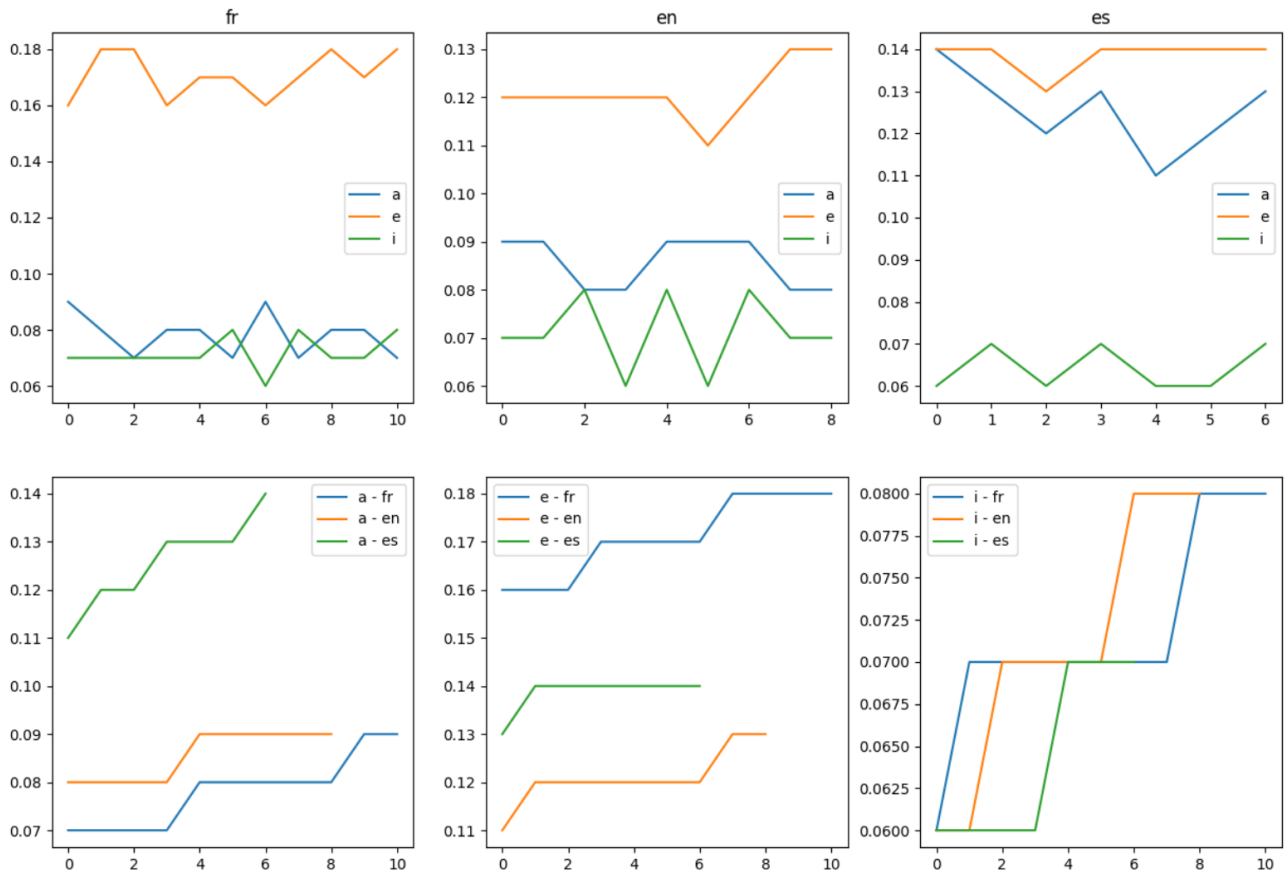 fr
0.18
0.16
0.14
0.12
0.10
0.08
0.06
0 2 4 6 8 10
a
e
i
en
0.13
0.12
0.11
0.10
0.09
0.08
0.07
0.06
0 2 4 6 8
a
e
i
es
0.14
0.13
0.12
0.11
0.10
0.09
0.08
0.07
0.06
0 1 2 3 4 5 6
a
e
i
0.14
0.13
0.12
0.11
0.10
0.09
0.08
0.07
0 2 4 6 8 10
a - fr
a - en
a - es
0.18
0.17
0.16
0.15
0.14
0.13
0.12
0.11
0 2 4 6 8 10
e - fr
e - en
e - es
0.0800
0.0775
0.0750
0.0725
0.0700
0.0675
0.0650
0.0625
0.0600
0 2 4 6 8 10
i - fr
i - en
i - es